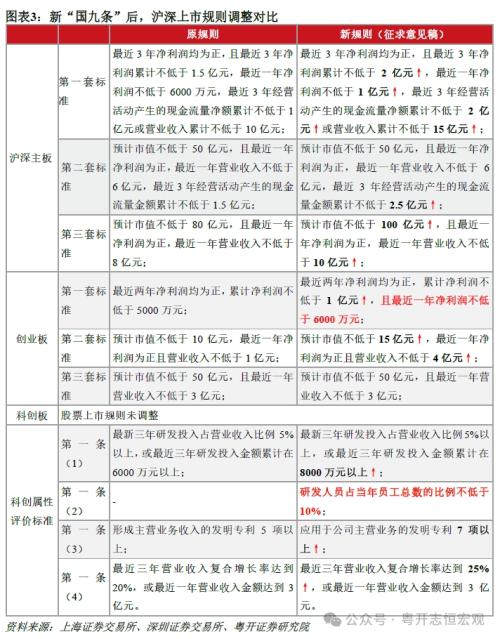 图表3：新“国九条”后，沪深上市规则调整对比
原规则
新规则（征求意见稿）
沪深主板
第一套标
准
最近3年净利润均为正，且最近3年净
利润累计不低于1.5亿元，最近一年净
利润不低于6000万元，最近3年经营
活动产生的现金流量净额累计不低于1
亿元或营业收入累计不低于10亿元；
最近3年净利润均为正，且最近3年净
利润累计不低于 2 亿元↑，最近一年净
利润不低于 1 亿元↑，最近3年经营活
动产生的现金流量净额累计不低于 2 亿
元↑或营业收入累计不低于 15 亿元↑；
第二套标
准
预计市值不低于 50 亿元，且最近一年
净利润为正，最近一年营业收入不低于
6亿元，最近3年经营活动产生的现金
流量金额累计不低于1.5亿元；
预计市值不低于 50 亿元，且最近一年
净利润为正，最近一年营业收入不低于 6
亿元，最近 3 年经营活动产生的现金流
量金额累计不低于 2.5亿元↑；
第三套标
准
预计市值不低于 80 亿元，且最近一年
净利润为正，最近一年营业收入不低于
8亿元；
预计市值不低于 100 亿元↑，且最近一
年净利润为正，最近一年营业收入不低
于10亿元↑；
创业板
第一套标
准
最近两年净利润均为正，累计净利润不
低于5000万元；
最近两年净利润均为正，累计净利润不
低于 1 亿元↑，且最近一年净利润不低
于6000万元；
第二套标
准
预计市值不低于 10 亿元，最近一年净
利润为正且营业收入不低于1亿元；
预计市值不低于15亿元↑，最近一年净
利润为正且营业收入不低于4亿元↑；
第三套标
准
预计市值不低于 50 亿元，且最近一年
营业收入不低于3亿元；
预计市值不低于 50 亿元，且最近一年
营业收入不低于3亿元；
科创板
股票上市规则未调整
科创属性
评价标准
第一条
（1）
最新三年研发投入占营业收入比例5%
以上，或最近三年研发投入金额累计在
6000万元以上；
最新三年研发投入占营业收入比例5%以
上，或最近三年研发投入金额累计在
8000万元以上↑；
第一条
（2）
-
研发人员占当年员工总数的比例不低于
10%；
第一条
（3）
形成主营业务收入的发明专利 5 项以
上；
应用于公司主营业务的发明专利 7 项以
上↑；
第一条
（4）
最近三年营业收入复合增长率达到
20%，或最近一年营业收入金额达到3
亿元。
最近三年营业收入复合增长率达到25%
↑，或最近一年营业收入金额达到 3 亿
元。
资料来源：上海证券交易所、深圳证券交易所、粤开证券研究院
公众号·粤开志恒宏观